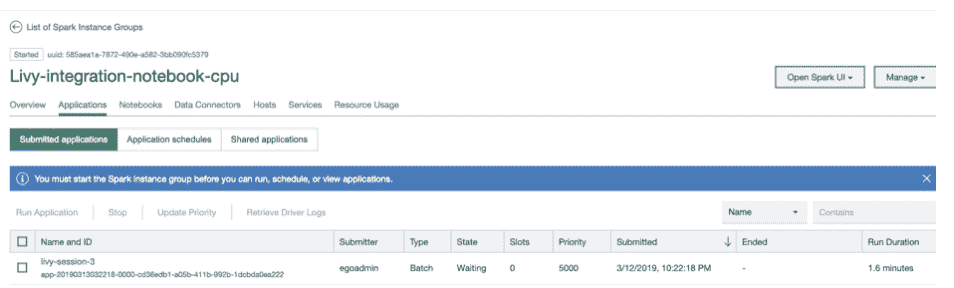 List of Spark Instance Groups
Started uuid: 585aea1a-7872-490e-a582-3bb090fc5379
Livy-integration-notebook-cpu
Open Spark UI Manage
Overview Applications Notebooks Data Connectors Hosts Services Resource Usage
Submitted applications Application schedules Shared applications
You must start the Spark instance group before you can run, schedule, or view applications.
Run Application Stop Update Priority Retrieve Driver Logs Name Contains
Name and ID Submitter Type State Slots Priority Submitted Ended Run Duration
livy-session-3 egoadmin Batch Waiting 0 5000 3/12/2019, 10:22:18 PM - 1.6 minutes
app-20190313032218-0000-cd36edb1-a05b-411b-992b-1dcbda0ea222